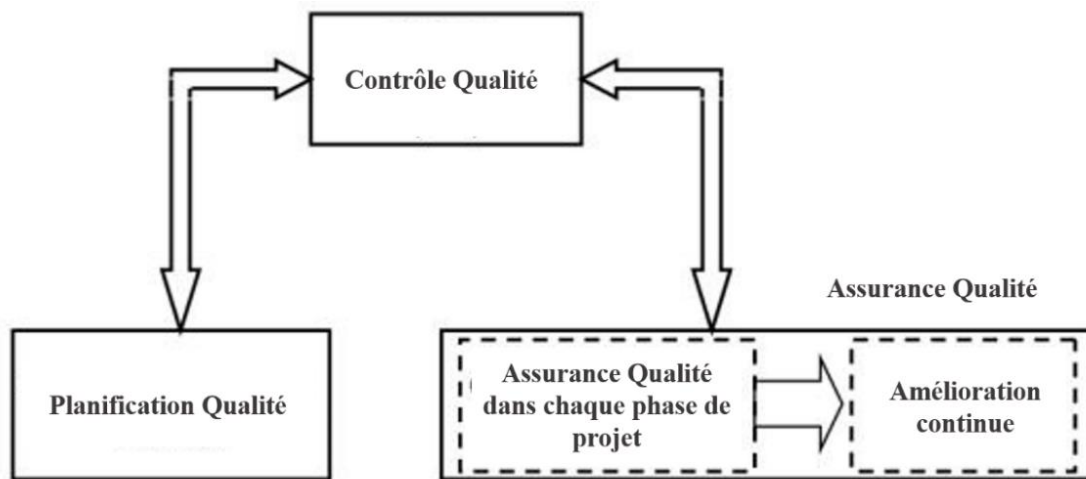 Contrôle Qualité
Assurance Qualité
Planification Qualité
Assurance Qualité
dans chaque phase de
projet
Amélioration
continue